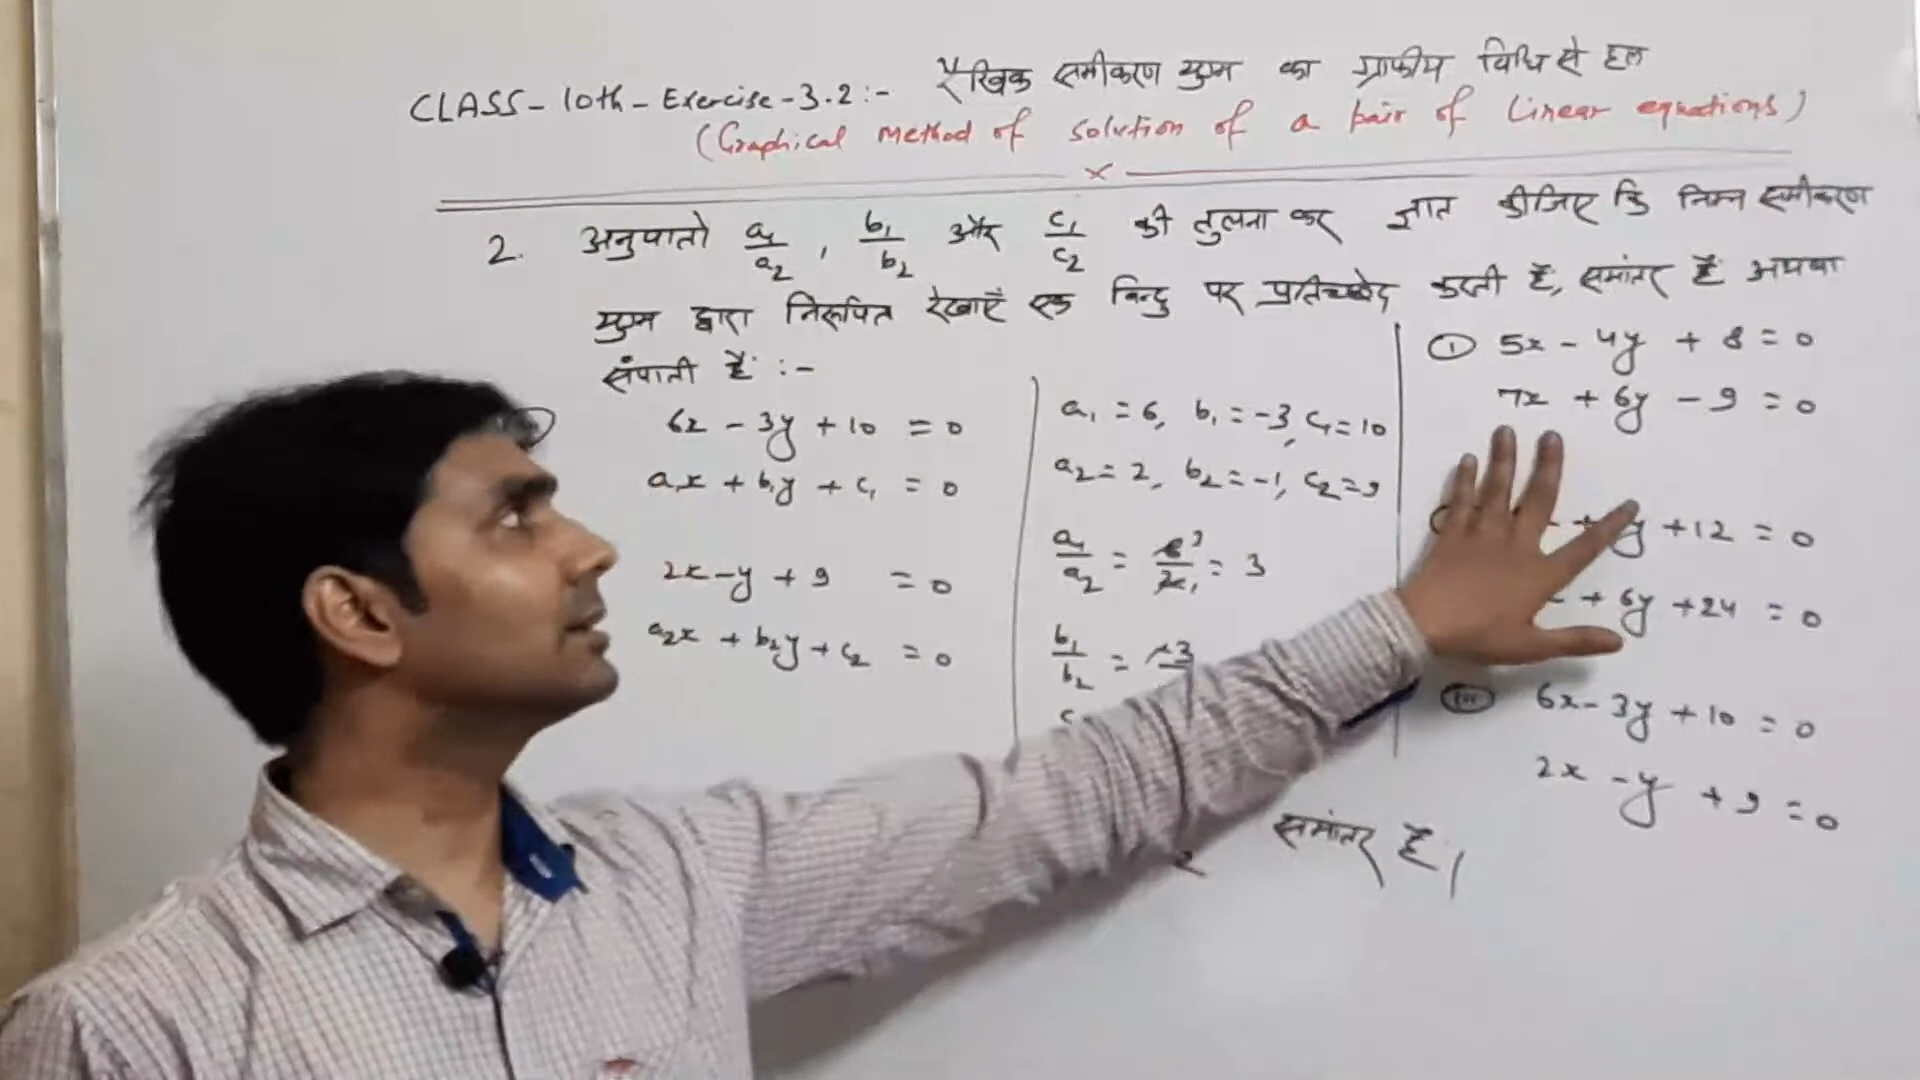 CLASS-10th-Exercise-3.2:- रैखिक समीकरण युग्म का ग्राफीय विधि से हल
(Graphical Method of solution of a pair of Linear equations)
x
2. अनुपातो a₁/a₂, b₁/b₂ और c₁/c₂ की तुलना कर ज्ञात कीजिए कि निम्न समीकरण
युग्म द्वारा निरूपित रेखाएँ एक बिन्दु पर प्रतिच्छेद करती हैं, समांतर हैं अथवा
संपाती हैं :-
6x - 3y + 10 = 0
a₁x + b₁y + c₁ = 0
2x - y + 9 = 0
a₂x + b₂y + c₂ = 0
a₁ = 6, b₁ = -3, c₁ = 10
a₂ = 2, b₂ = -1, c₂ = 9
a₁/a₂ = 6³/2₁ = 3
b₁/b₂ = -3
समांतर है।
(i) 5x - 4y + 8 = 0
7x + 6y - 9 = 0
y + 12 = 0
+ 6y + 24 = 0
(iii) 6x - 3y + 10 = 0
2x - y + 9 = 0